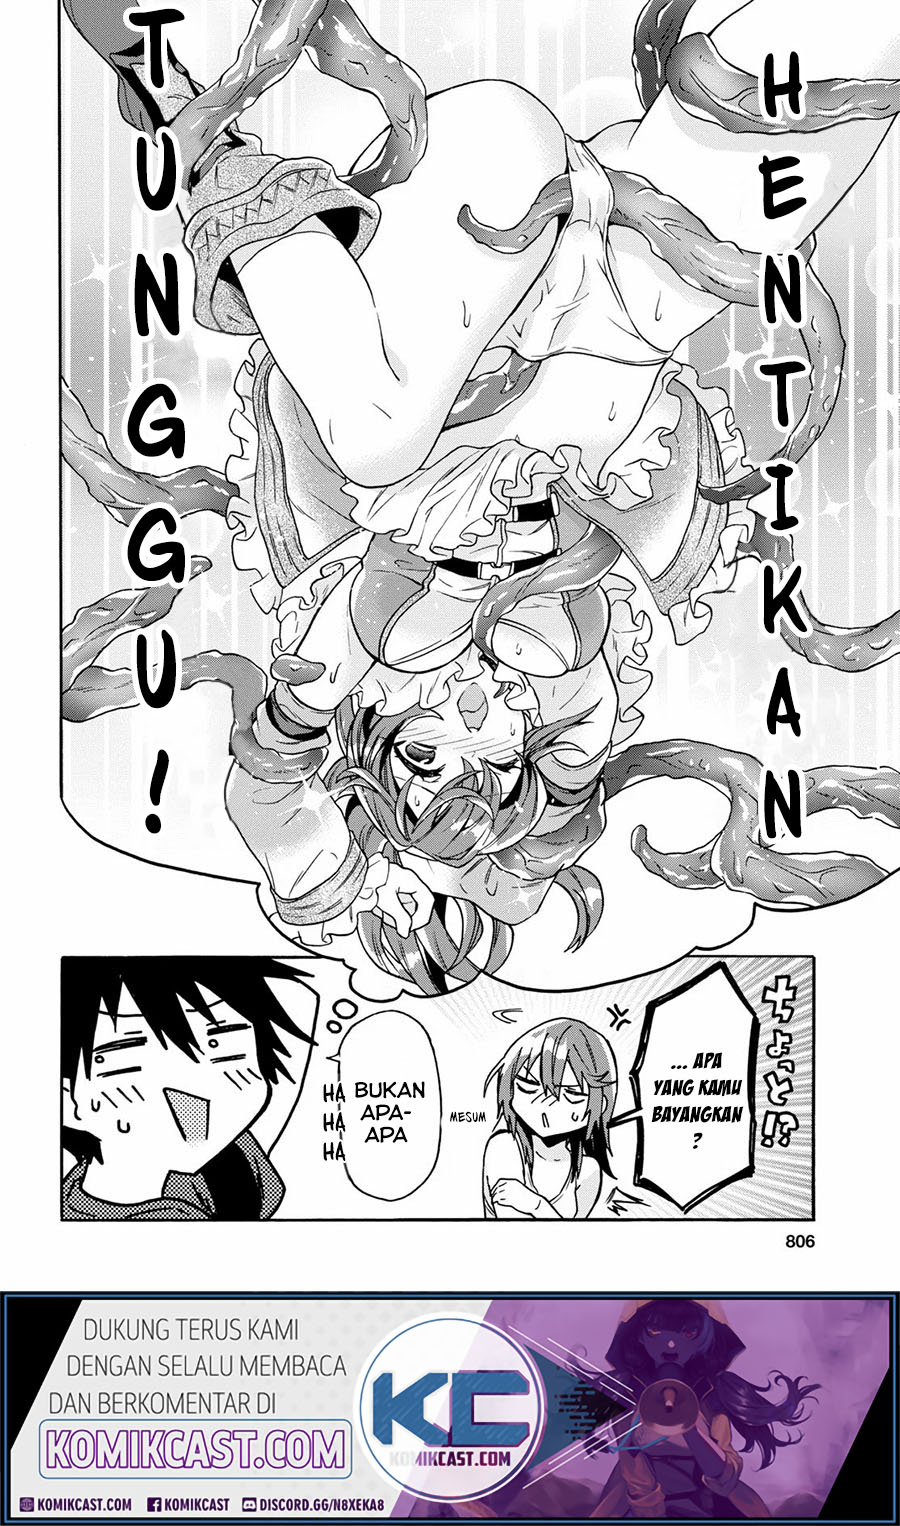 HENTIKAN
TUNGGU!
ちょっと!?
... APA
YANG KAMU
BAYANGKAN
?
MESUM
BUKAN
APA-
APA
HA
HA
HA
806
DUKUNG TERUS KAMI
DENGAN SELALU MEMBACA
DAN BERKOMENTAR DI
KOMIKCAST.COM
KC
KOMIKCAST.COM
KOMIKCAST.COM
KOMIKCAST
DISCORD.GG/N8XEKA8